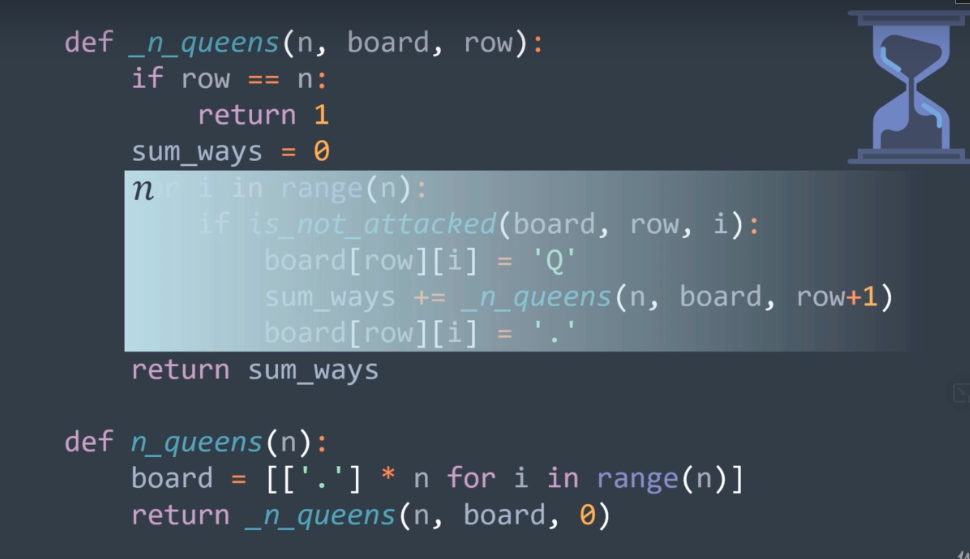 def _n_queens(n, board, row):
    if row == n:
        return 1
    sum_ways = 0
    n r i in range(n):
        if is_not_attacked(board, row, i):
            board[row][i] = 'Q'
            sum_ways += _n_queens(n, board, row+1)
            board[row][i] = '.'
    return sum_ways
def n_queens(n):
    board = [['.'] * n for i in range(n)]
    return _n_queens(n, board, 0)